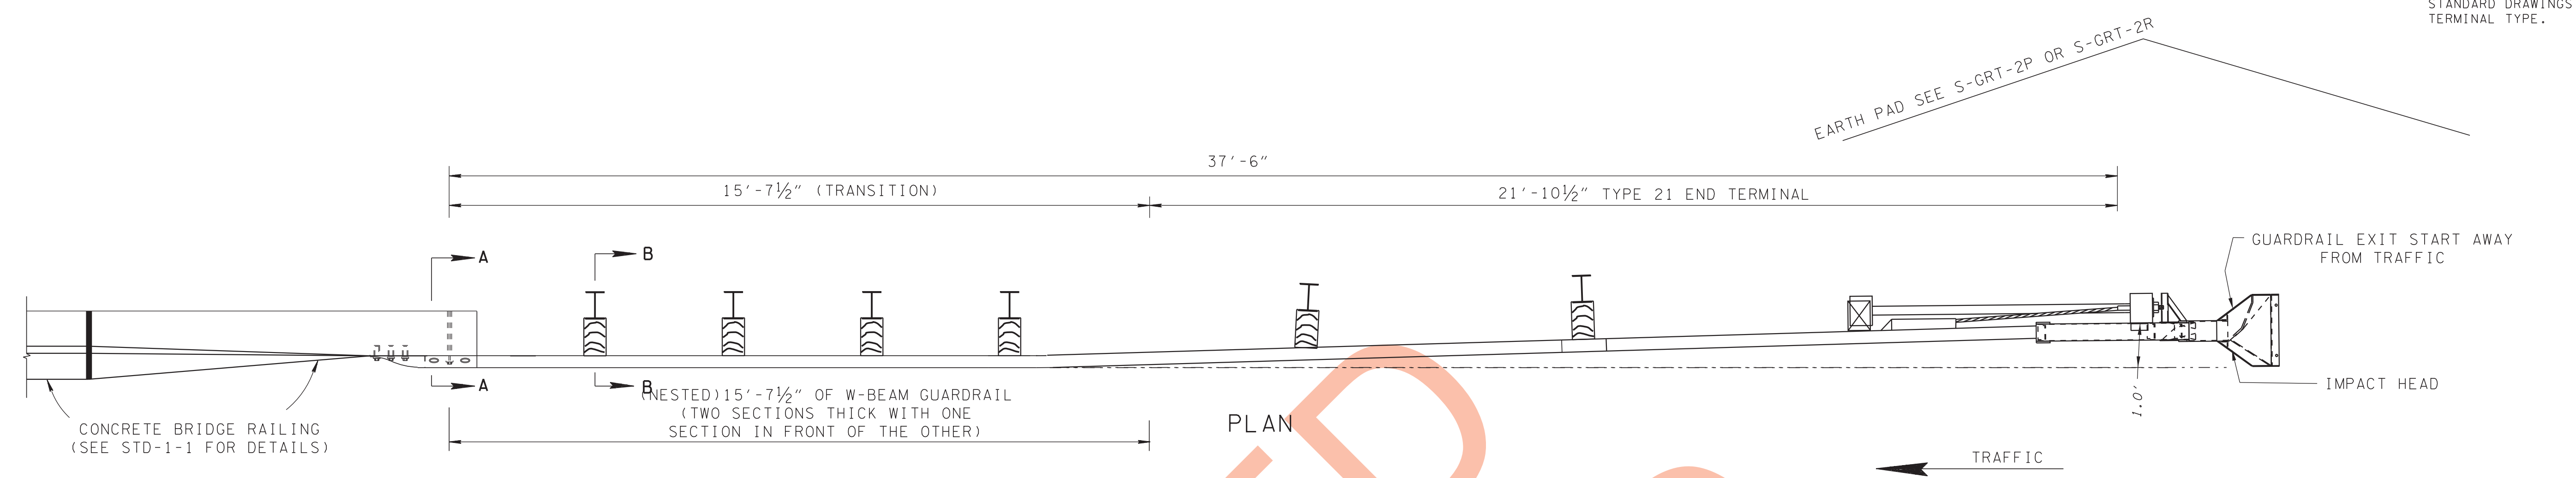 STANDARD DRAWINGS
TERMINAL TYPE.
EARTH PAD SEE S-GRT-2P OR S-GRT-2R
37'-6"
15'-7½" (TRANSITION)
21'-10½" TYPE 21 END TERMINAL
GUARDRAIL EXIT START AWAY
FROM TRAFFIC
A
B
A
B
(NESTED)15'-7½" OF W-BEAM GUARDRAIL
(TWO SECTIONS THICK WITH ONE
SECTION IN FRONT OF THE OTHER)
IMPACT HEAD
1.0'
CONCRETE BRIDGE RAILING
(SEE STD-1-1 FOR DETAILS)
PLAN
TRAFFIC